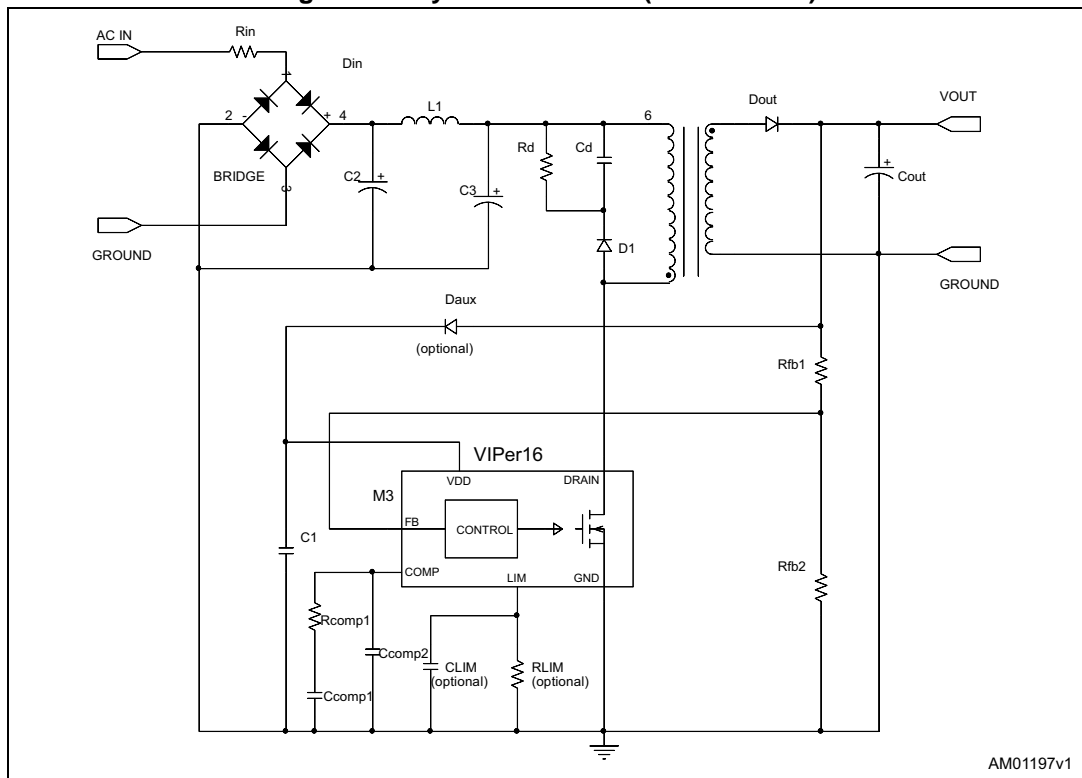 AC IN
Rin
Din
1
2
-
+
4
BRIDGE
3
GROUND
L1
C2
+
C3
+
Rd
Cd
D1
6
Dout
VOUT
+
Cout
GROUND
Daux
(optional)
Rfb1
VIPer16
M3
VDD
DRAIN
FB
CONTROL
COMP
LIM
GND
C1
Rfb2
Rcomp1
Ccomp2
Ccomp1
CLIM
(optional)
RLIM
(optional)
AM01197v1